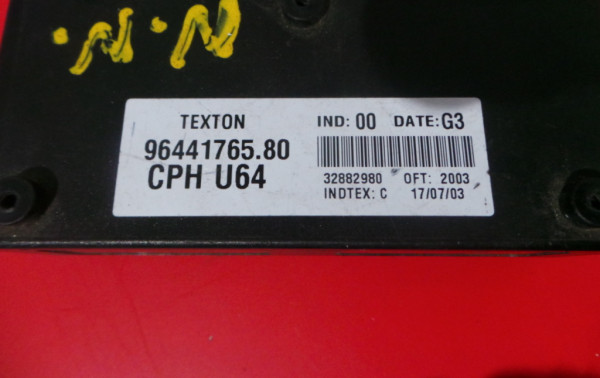 N.N.
TEXTON
96441765.80
CPH U64
IND: 00 DATE: G3
32882980 OFT: 2003
INDTEX: C 17/07/03